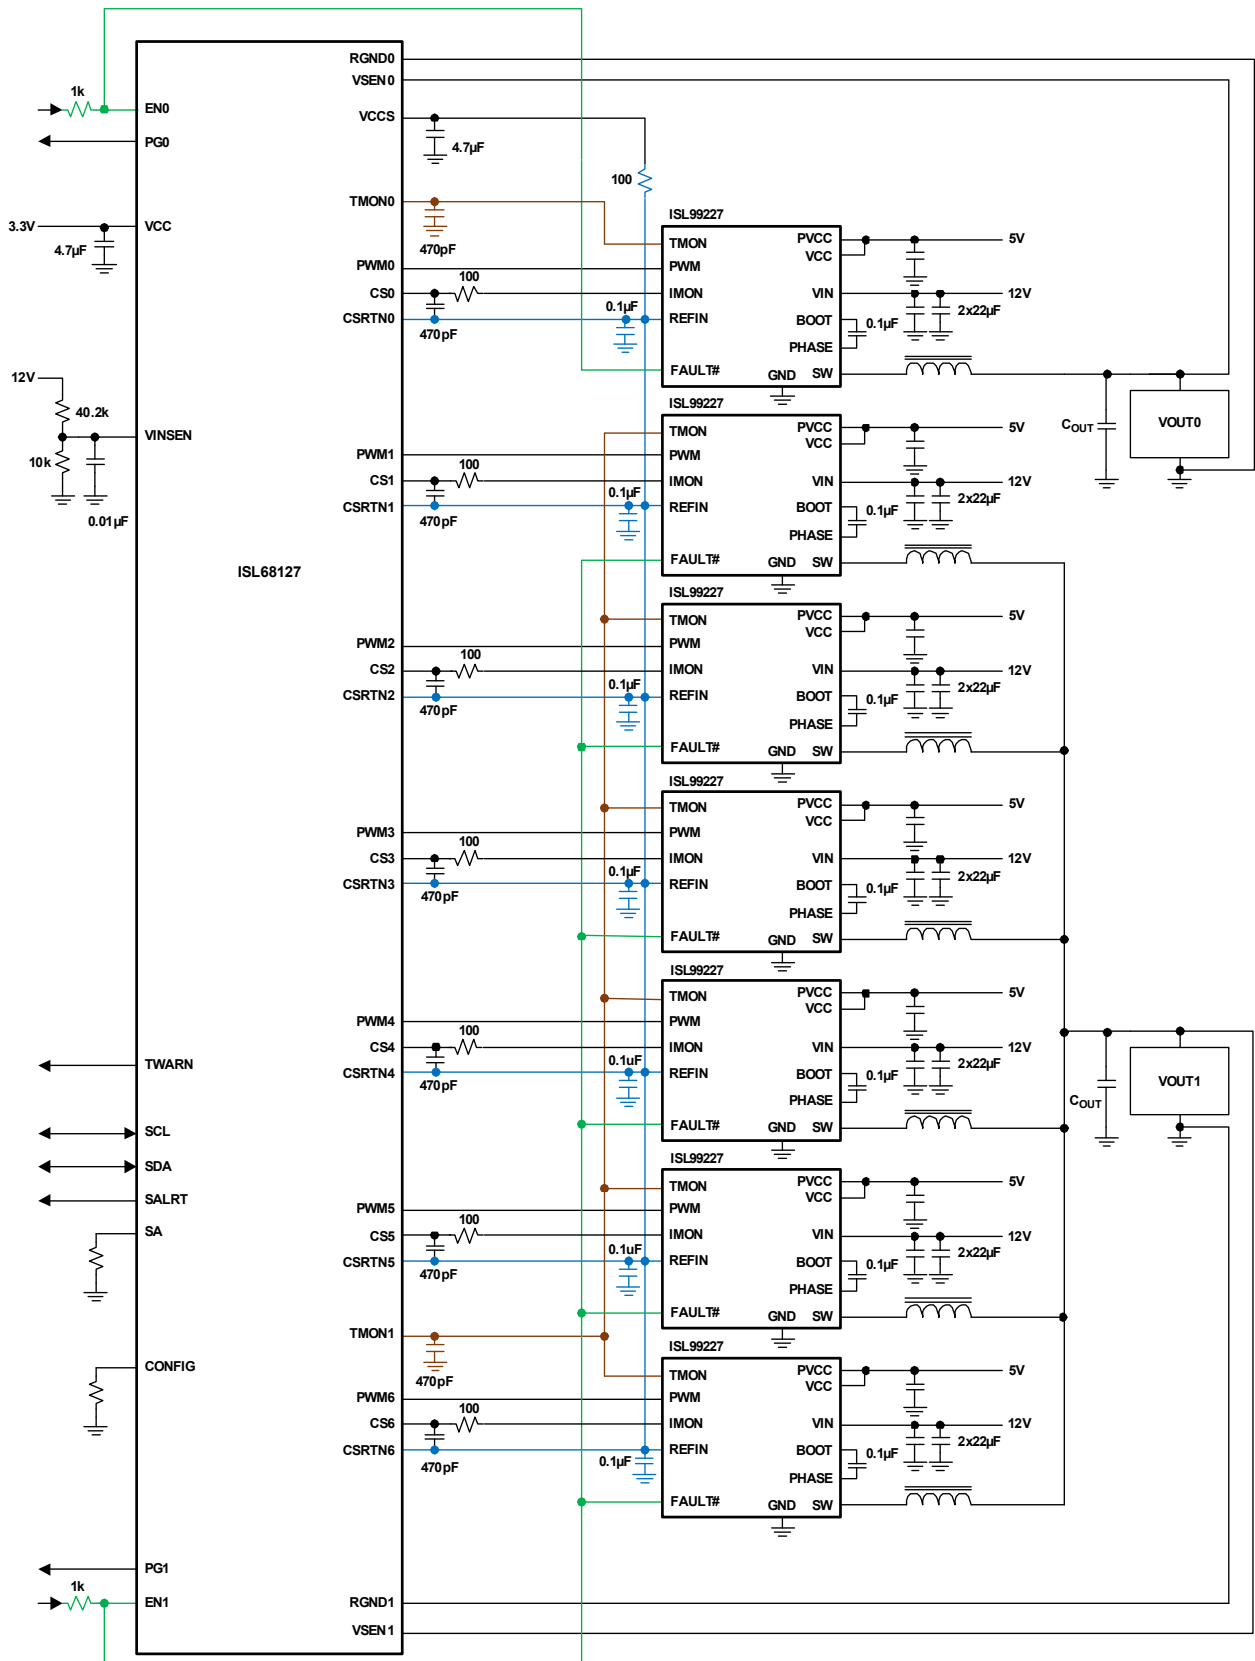 RGND0
VSEN0
1k
EN0
VCCS
PG0
4.7µF
100
TMON0
ISL99227
3.3V
VCC
4.7µF
470pF
TMON
PVCC
5V
VCC
PWM0
100
PWM
CS0
IMON
VIN
12V
0.1µF
2x22µF
CSRTN0
470pF
REFIN
BOOT
0.1µF
PHASE
12V
FAULT#
GND
SW
40.2k
ISL99227
COUT
VOUT0
VINSEN
TMON
PVCC
5V
VCC
10k
PWM1
100
PWM
CS1
IMON
VIN
12V
0.1µF
2x22µF
CSRTN1
REFIN
BOOT
0.1µF
0.01µF
470pF
PHASE
FAULT#
GND
SW
ISL68127
ISL99227
TMON
PVCC
5V
VCC
PWM2
100
PWM
CS2
IMON
VIN
12V
0.1µF
2x22µF
CSRTN2
470pF
REFIN
BOOT
0.1µF
PHASE
FAULT#
GND
SW
ISL99227
TMON
PVCC
5V
VCC
PWM3
100
PWM
CS3
IMON
VIN
12V
0.1µF
2x22µF
CSRTN3
470pF
REFIN
BOOT
0.1µF
PHASE
FAULT#
GND
SW
ISL99227
TMON
PVCC
5V
VCC
PWM4
100
PWM
CS4
IMON
VIN
12V
TWARN
0.1uF
2x22µF
CSRTN4
470pF
REFIN
BOOT
0.1µF
VOUT1
PHASE
COUT
SCL
FAULT#
GND
SW
ISL99227
SDA
TMON
PVCC
5V
VCC
SALRT
PWM5
100
PWM
SA
CS5
IMON
VIN
12V
0.1uF
2x22µF
CSRTN5
470pF
REFIN
BOOT
0.1µF
PHASE
FAULT#
GND
SW
TMON1
ISL99227
CONFIG
470pF
TMON
PVCC
5V
VCC
PWM6
100
PWM
CS6
IMON
VIN
12V
2x22µF
CSRTN6
470pF
0.1µF
REFIN
BOOT
0.1µF
PHASE
FAULT#
GND
SW
PG1
1k
EN1
RGND1
VSEN1